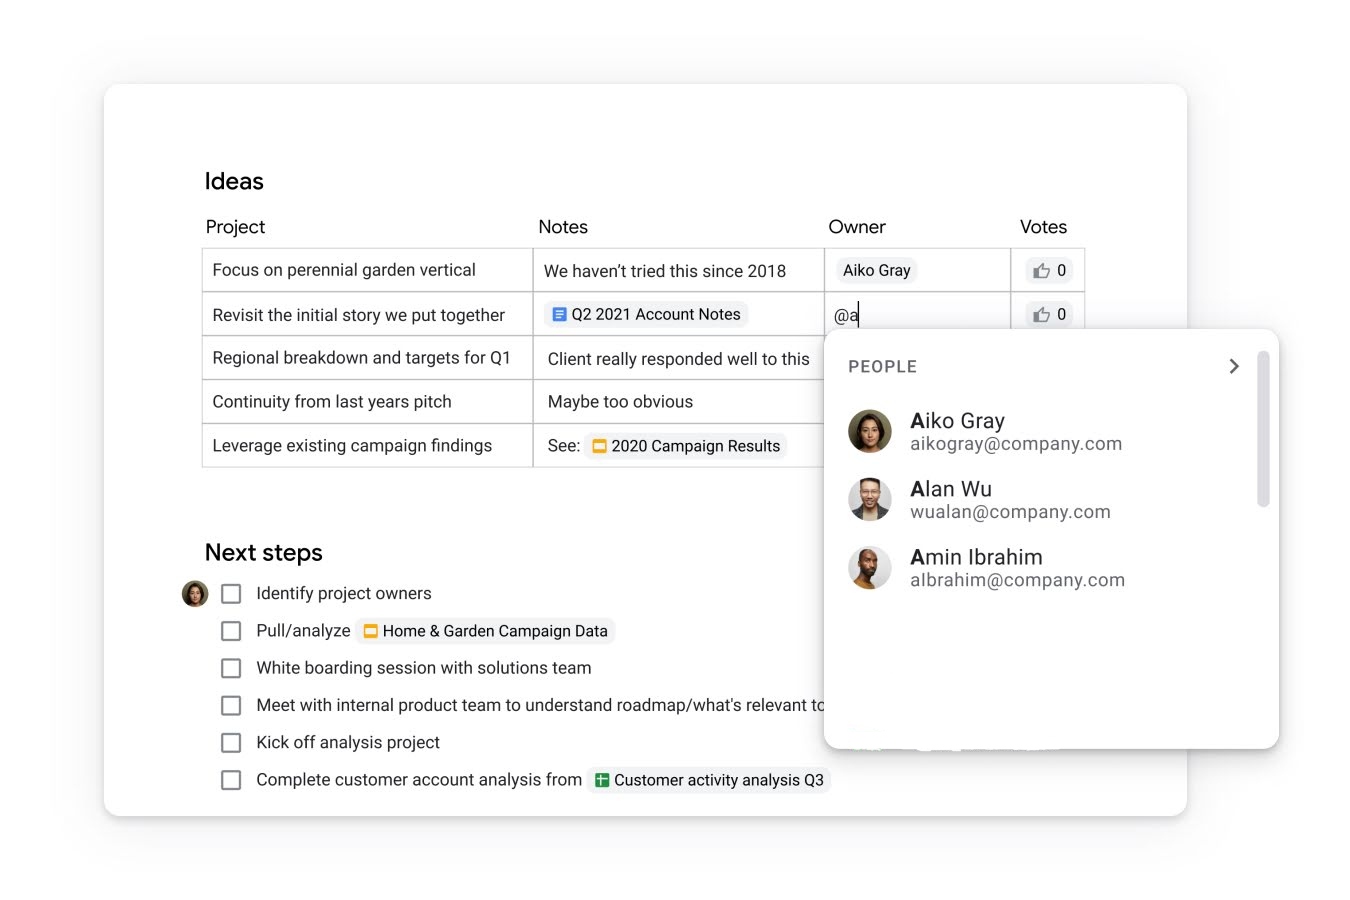 Ideas
Project Notes Owner Votes
Focus on perennial garden vertical We haven’t tried this since 2018 Aiko Gray 0
Revisit the initial story we put together Q2 2021 Account Notes @a 0
Regional breakdown and targets for Q1 Client really responded well to this
Continuity from last years pitch Maybe too obvious
Leverage existing campaign findings See: 2020 Campaign Results
PEOPLE
Aiko Gray
aikogray@company.com
Alan Wu
wualan@company.com
Amin Ibrahim
albrahim@company.com
Next steps
Identify project owners
Pull/analyze Home & Garden Campaign Data
White boarding session with solutions team
Meet with internal product team to understand roadmap/what's relevant to
Kick off analysis project
Complete customer account analysis from Customer activity analysis Q3